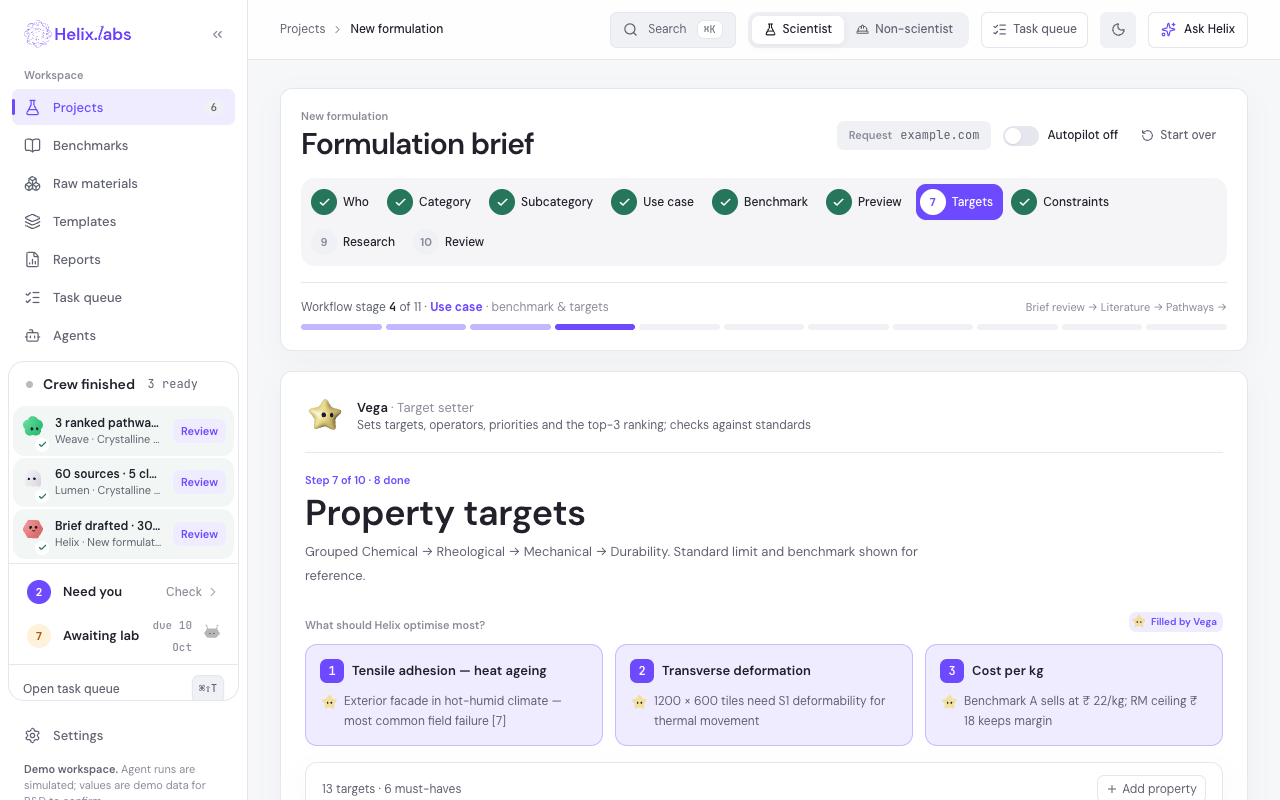 Helix.labs
Workspace
Projects 6
Benchmarks
Raw materials
Templates
Reports
Task queue
Agents
Crew finished 3 ready
3 ranked pathwa...
Weave · Crystalline ...
Review
60 sources · 5 cl...
Lumen · Crystalline ...
Review
Brief drafted · 30...
Helix · New formulat...
Review
2 Need you Check
7 Awaiting lab due 10 Oct
Open task queue ⌘⇧T
Settings
Demo workspace. Agent runs are
simulated; values are demo data for
Projects > New formulation
Search ⌘K
Scientist
Non-scientist
Task queue
Ask Helix
New formulation
Formulation brief
Request example.com
Autopilot off
Start over
Who
Category
Subcategory
Use case
Benchmark
Preview
7 Targets
Constraints
9 Research
10 Review
Workflow stage 4 of 11 · Use case · benchmark & targets
Brief review → Literature → Pathways →
Vega · Target setter
Sets targets, operators, priorities and the top-3 ranking; checks against standards
Step 7 of 10 · 8 done
Property targets
Grouped Chemical → Rheological → Mechanical → Durability. Standard limit and benchmark shown for
reference.
What should Helix optimise most?
Filled by Vega
1 Tensile adhesion — heat ageing
Exterior facade in hot-humid climate —
most common field failure [7]
2 Transverse deformation
1200 × 600 tiles need S1 deformability for
thermal movement
3 Cost per kg
Benchmark A sells at ₹ 22/kg; RM ceiling ₹
18 keeps margin
13 targets · 6 must-haves
+ Add property